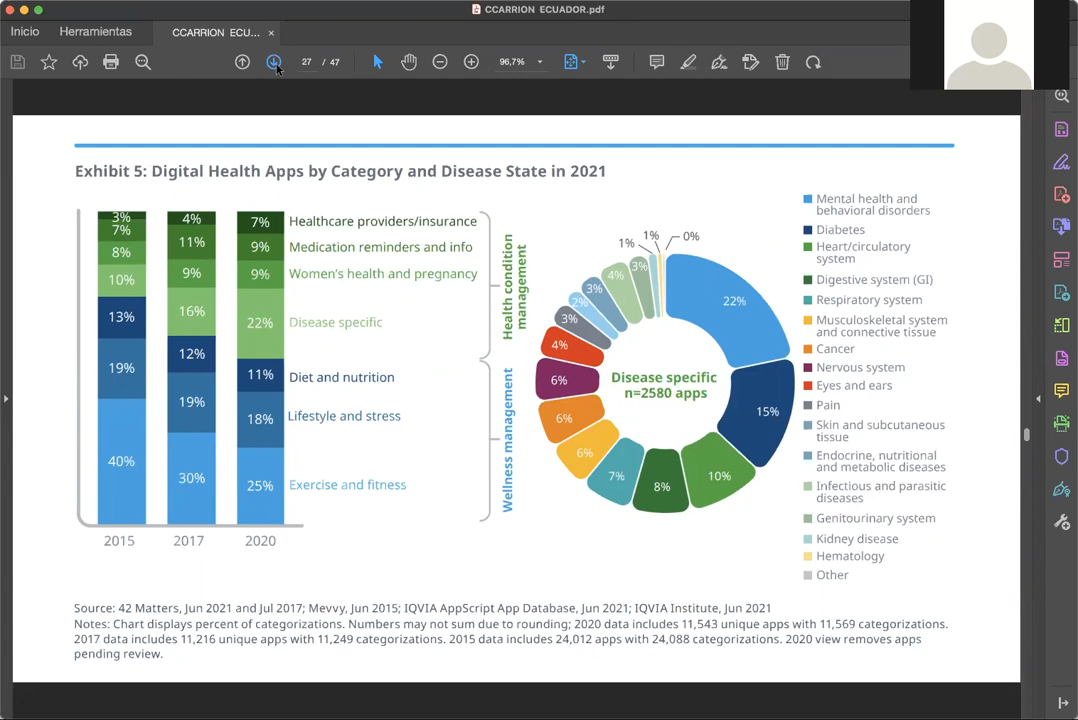 CCARRION ECUADOR.pdf
Inicio
Herramientas
CCARRION ECU...
×
27 / 47
96,7%
Exhibit 5: Digital Health Apps by Category and Disease State in 2021
3%
7%
8%
10%
13%
19%
40%
2015
4%
11%
9%
16%
12%
19%
30%
2017
7%
9%
9%
22%
11%
18%
25%
2020
Healthcare providers/insurance
Medication reminders and info
Women's health and pregnancy
Disease specific
Diet and nutrition
Lifestyle and stress
Exercise and fitness
Health condition
management
Wellness management
Disease specific
n=2580 apps
22%
15%
10%
8%
7%
6%
6%
6%
4%
3%
2%
3%
4%
3%
1%
1%
0%
Mental health and
behavioral disorders
Diabetes
Heart/circulatory
system
Digestive system (GI)
Respiratory system
Musculoskeletal system
and connective tissue
Cancer
Nervous system
Eyes and ears
Pain
Skin and subcutaneous
tissue
Endocrine, nutritional
and metabolic diseases
Infectious and parasitic
diseases
Genitourinary system
Kidney disease
Hematology
Other
Source: 42 Matters, Jun 2021 and Jul 2017; Mevvy, Jun 2015; IQVIA AppScript App Database, Jun 2021; IQVIA Institute, Jun 2021
Notes: Chart displays percent of categorizations. Numbers may not sum due to rounding; 2020 data includes 11,543 unique apps with 11,569 categorizations.
2017 data includes 11,216 unique apps with 11,249 categorizations. 2015 data includes 24,012 apps with 24,088 categorizations. 2020 view removes apps
pending review.